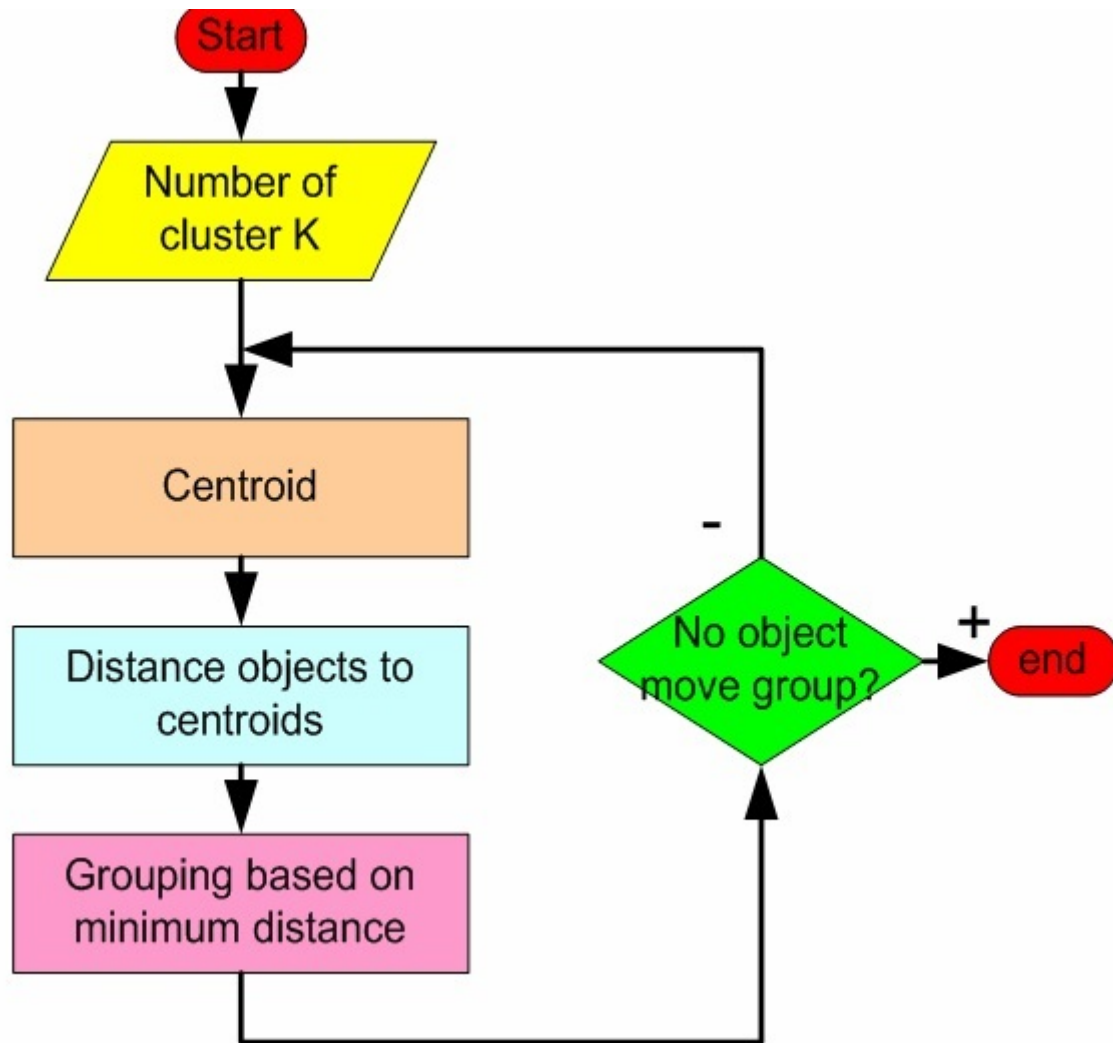 Start
Number of
cluster K
Centroid
Distance objects to
centroids
Grouping based on
minimum distance
-
No object
move group?
+
end